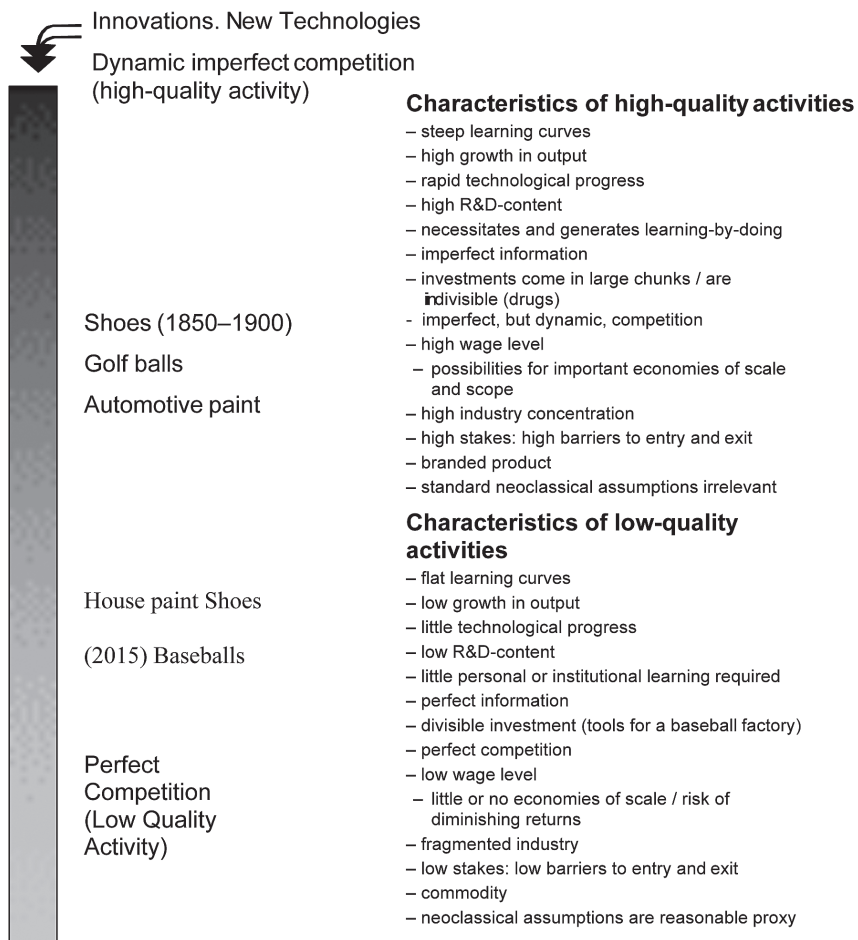 Innovations. New Technologies
Dynamic imperfect competition
(high-quality activity)
Characteristics of high-quality activities
– steep learning curves
– high growth in output
– rapid technological progress
– high R&D-content
– necessitates and generates learning-by-doing
– imperfect information
– investments come in large chunks / are
indivisible (drugs)
Shoes (1850–1900)
- imperfect, but dynamic, competition
– high wage level
Golf balls
– possibilities for important economies of scale
and scope
Automotive paint
– high industry concentration
– high stakes: high barriers to entry and exit
– branded product
– standard neoclassical assumptions irrelevant
Characteristics of low-quality
activities
– flat learning curves
House paint Shoes
– low growth in output
– little technological progress
(2015) Baseballs
– low R&D-content
– little personal or institutional learning required
– perfect information
– divisible investment (tools for a baseball factory)
– perfect competition
Perfect
Competition
(Low Quality
Activity)
– low wage level
– little or no economies of scale / risk of
diminishing returns
– fragmented industry
– low stakes: low barriers to entry and exit
– commodity
– neoclassical assumptions are reasonable proxy